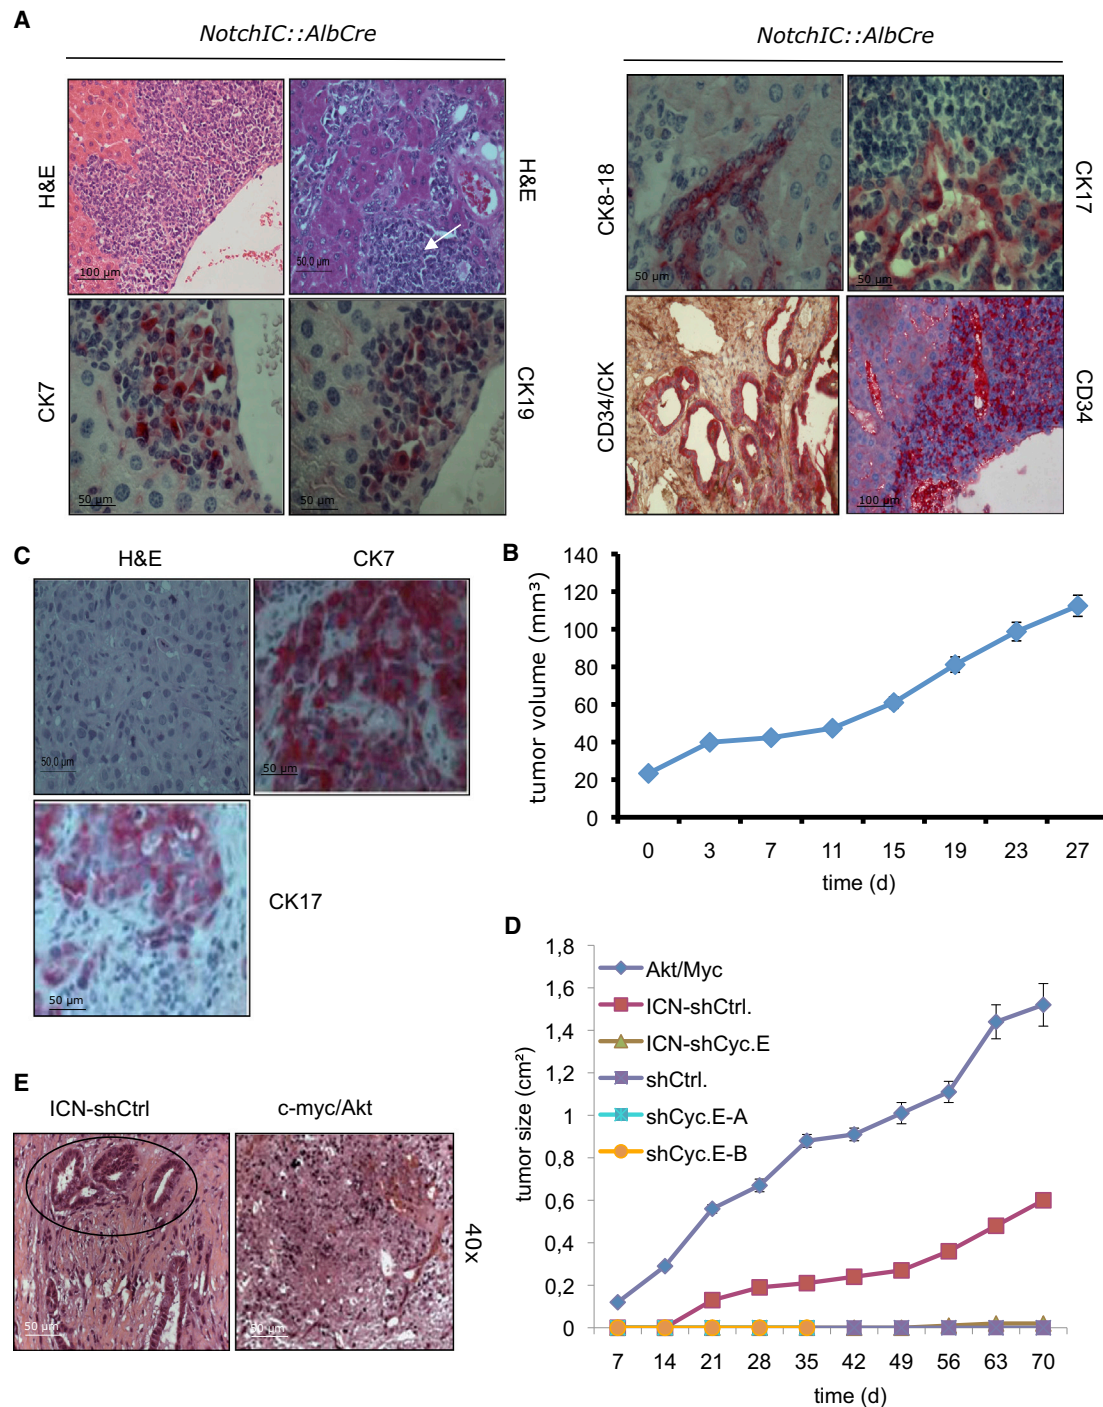 A
NotchIC::AlbCre
NotchIC::AlbCre
H&E
100 µm
H&E
50,0 µm
CK7
50 µm
CK19
50 µm
CK8-18
50 µm
CK17
50 µm
CD34/CK
CD34
100 µm
C
H&E
CK7
50,0 µm
50 µm
CK17
50 µm
B
140
120
100
80
60
40
20
0
tumor volume (mm³)
0 3 7 11 15 19 23 27
time (d)
D
1,8
1,6
1,4
1,2
1
0,8
0,6
0,4
0,2
0
tumor size (cm²)
Akt/Myc
ICN-shCtrl.
ICN-shCyc.E
shCtrl.
shCyc.E-A
shCyc.E-B
7 14 21 28 35 42 49 56 63 70
time (d)
E
ICN-shCtrl
c-myc/Akt
50 µm
50 µm
40x